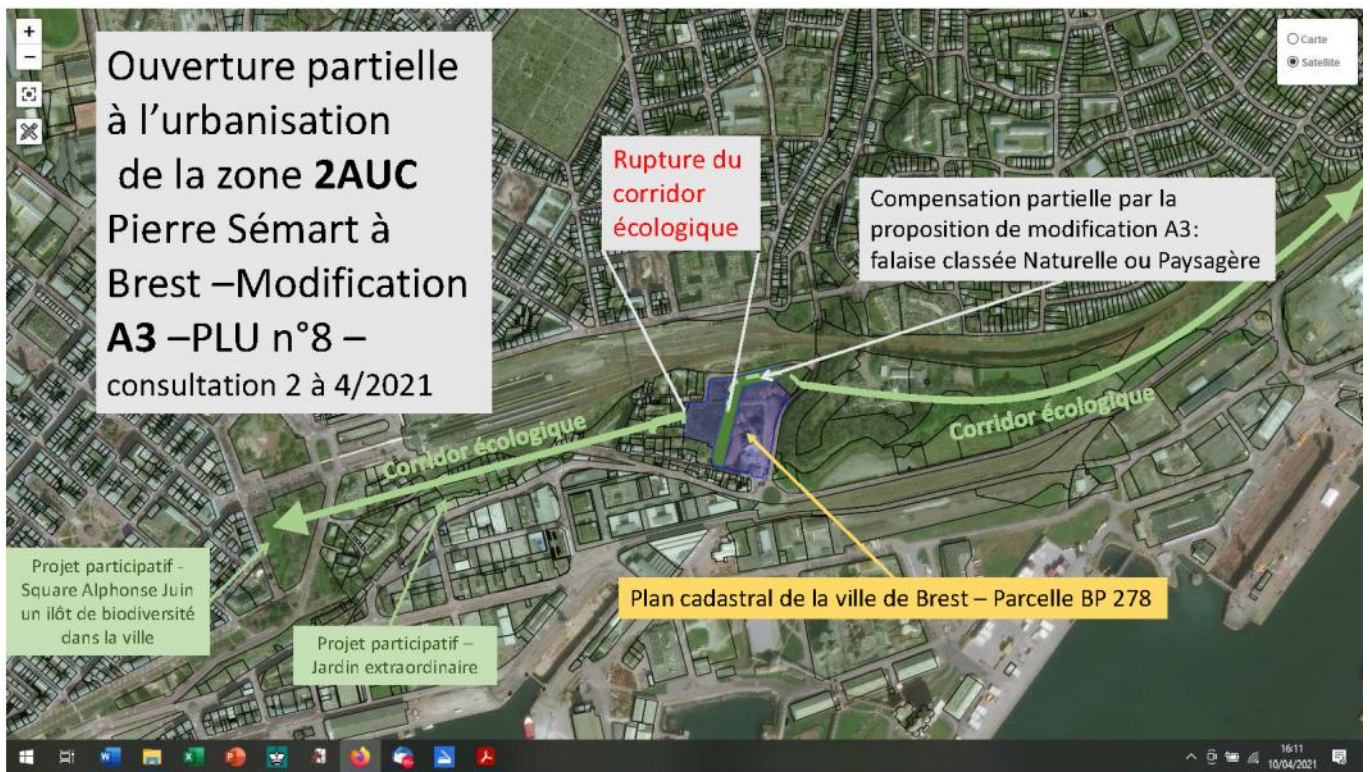 +
−
Ouverture partielle
à l’urbanisation
de la zone 2AUC
Pierre Sémart à
Brest –Modification
A3 –PLU n°8 –
consultation 2 à 4/2021
Carte
Satellite
Rupture du
corridor
écologique
Compensation partielle par la
proposition de modification A3:
falaise classée Naturelle ou Paysagère
Corridor écologique
Corridor écologique
Projet participatif -
Square Alphonse Juin
un ilôt de biodiversité
dans la ville
Projet participatif –
Jardin extraordinaire
Plan cadastral de la ville de Brest – Parcelle BP 278
16:11
10/04/2021